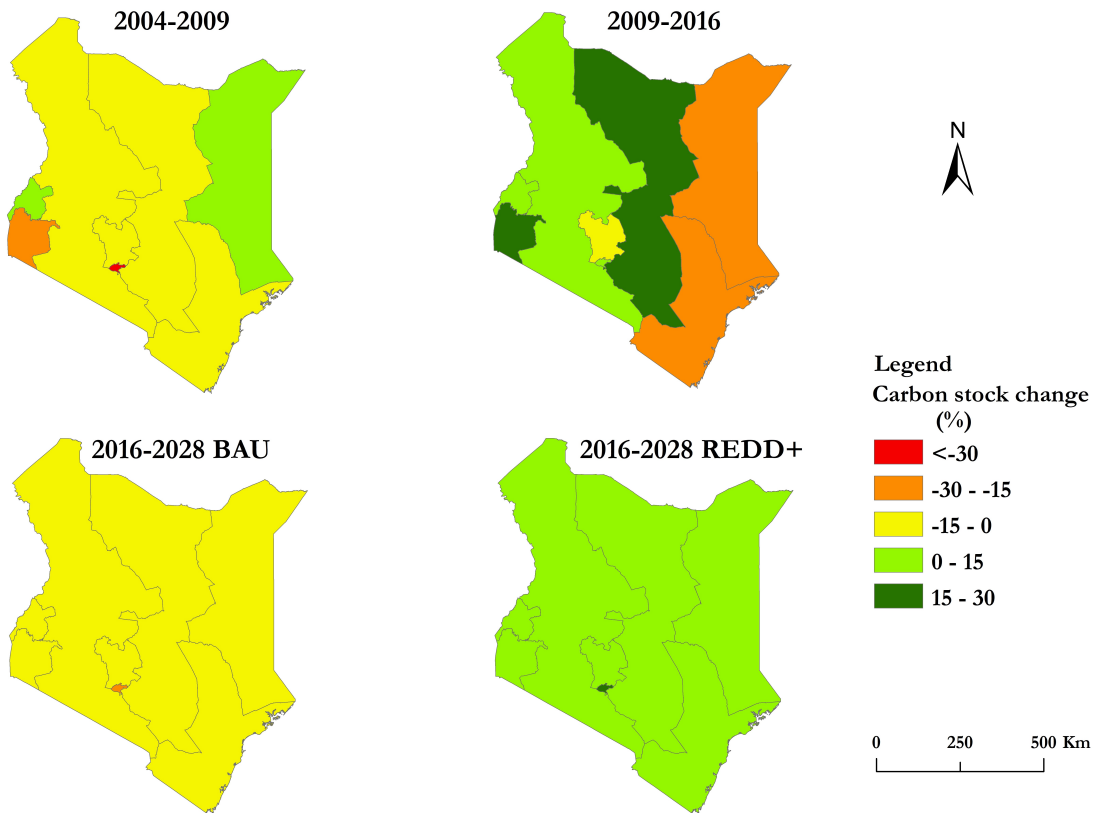 2004-2009
2009-2016
N
2016-2028 BAU
2016-2028 REDD+
Legend
Carbon stock change
(%)
<-30
-30 - -15
-15 - 0
0 - 15
15 - 30
0 250 500 Km